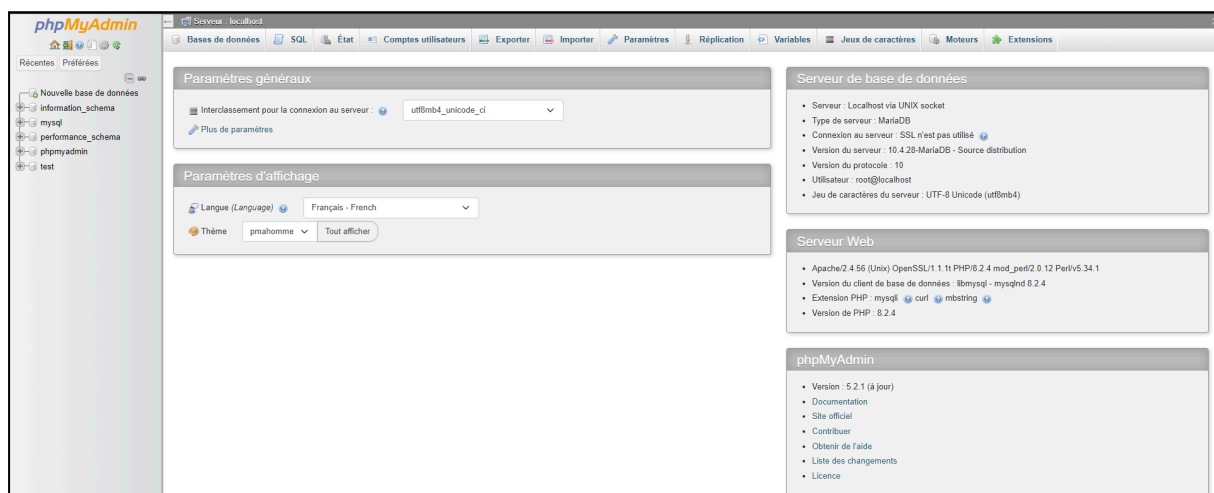 phpMyAdmin
Récentes Préférées
Nouvelle base de données
information_schema
mysql
performance_schema
phpmyadmin
test
Serveur : localhost
Bases de données SQL État Comptes utilisateurs Exporter Importer Paramètres Réplication Variables Jeux de caractères Moteurs Extensions
Paramètres généraux
Interclassement pour la connexion au serveur : utf8mb4_unicode_ci
Plus de paramètres
Paramètres d'affichage
Langue (Language) Français - French
Thème pmahomme Tout afficher
Serveur de base de données
Serveur : Localhost via UNIX socket
Type de serveur : MariaDB
Connexion au serveur : SSL n'est pas utilisé
Version du serveur : 10.4.28-MariaDB - Source distribution
Version du protocole : 10
Utilisateur : root@localhost
Jeu de caractères du serveur : UTF-8 Unicode (utf8mb4)
Serveur Web
Apache/2.4.56 (Unix) OpenSSL/1.1.1t PHP/8.2.4 mod_perl/2.0.12 Perl/v5.34.1
Version du client de base de données : libmysql - mysqlnd 8.2.4
Extension PHP : mysqli curl mbstring
Version de PHP : 8.2.4
phpMyAdmin
Version : 5.2.1 (à jour)
Documentation
Site officiel
Contribuer
Obtenir de l'aide
Liste des changements
Licence